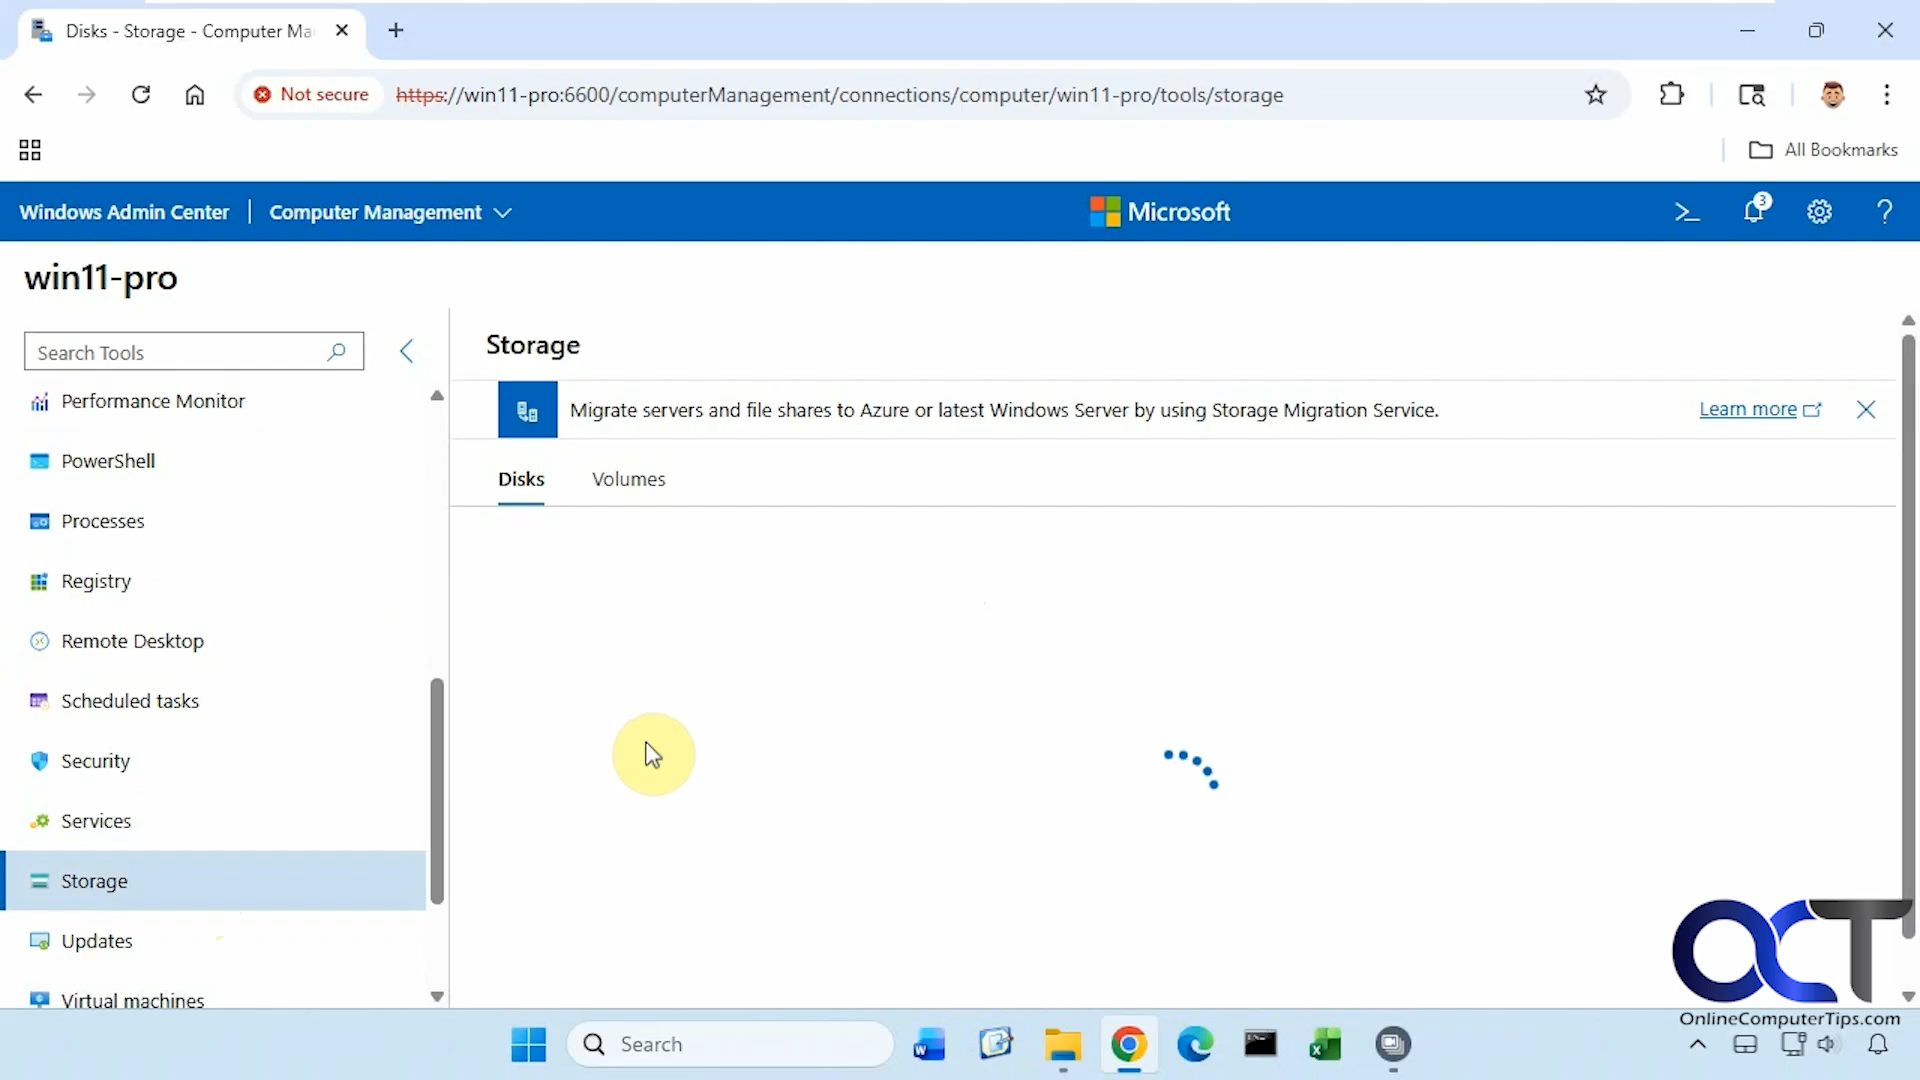 Disks - Storage - Computer Ma
Not secure
https://win11-pro:6600/computerManagement/connections/computer/win11-pro/tools/storage
All Bookmarks
Windows Admin Center
Computer Management
Microsoft
3
?
win11-pro
Search Tools
Storage
Performance Monitor
Migrate servers and file shares to Azure or latest Windows Server by using Storage Migration Service.
Learn more
PowerShell
Disks
Volumes
Processes
Registry
Remote Desktop
Scheduled tasks
Security
Services
Storage
Updates
Virtual machines
OCT
OnlineComputerTips.com
Search